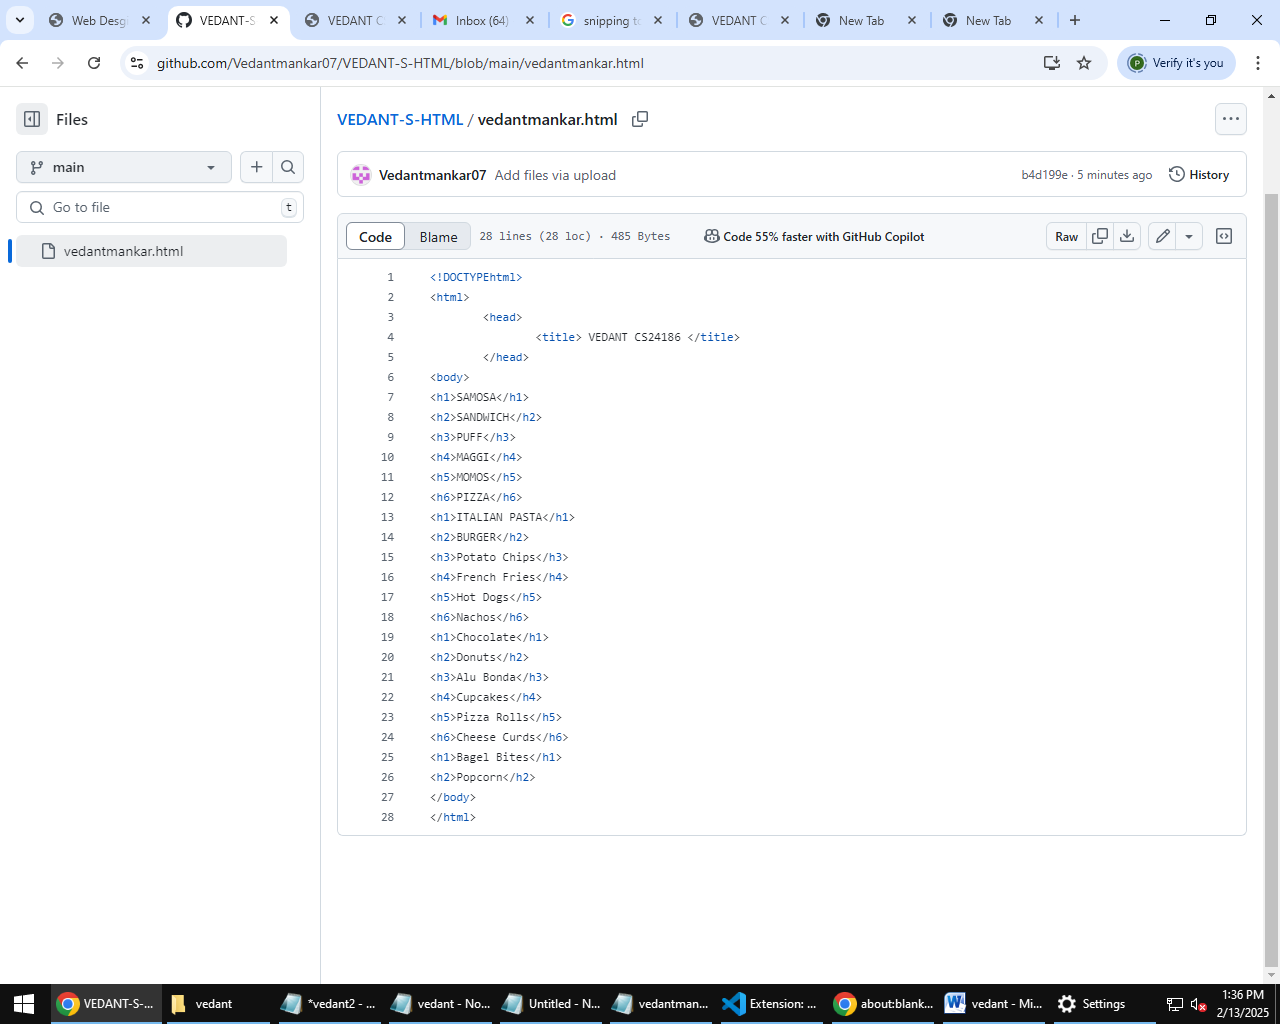 Web Desg
VEDANT-S
VEDANT C
Inbox (64)
snipping t
VEDANT C
New Tab
New Tab
github.com/Vedantmankar07/VEDANT-S-HTML/blob/main/vedantmankar.html
P
Verify it's you
Files
VEDANT-S-HTML / vedantmankar.html
main
Vedantmankar07 Add files via upload
b4d199e · 5 minutes ago
History
Go to file
t
Code
Blame
28 lines (28 loc) · 485 Bytes
Code 55% faster with GitHub Copilot
Raw
vedantmankar.html
1 <!DOCTYPEhtml>
2 <html>
3 <head>
4 <title> VEDANT CS24186 </title>
5 </head>
6 <body>
7 <h1>SAMOSA</h1>
8 <h2>SANDWICH</h2>
9 <h3>PUFF</h3>
10 <h4>MAGGI</h4>
11 <h5>MOMOS</h5>
12 <h6>PIZZA</h6>
13 <h1>ITALIAN PASTA</h1>
14 <h2>BURGER</h2>
15 <h3>Potato Chips</h3>
16 <h4>French Fries</h4>
17 <h5>Hot Dogs</h5>
18 <h6>Nachos</h6>
19 <h1>Chocolate</h1>
20 <h2>Donuts</h2>
21 <h3>Alu Bonda</h3>
22 <h4>Cupcakes</h4>
23 <h5>Pizza Rolls</h5>
24 <h6>Cheese Curds</h6>
25 <h1>Bagel Bites</h1>
26 <h2>Popcorn</h2>
27 </body>
28 </html>
VEDANT-S-...
vedant
*vedant2 - ...
vedant - No...
Untitled - N...
vedantman...
Extension: ...
about:blank...
vedant - Mi...
Settings
1:36 PM
2/13/2025